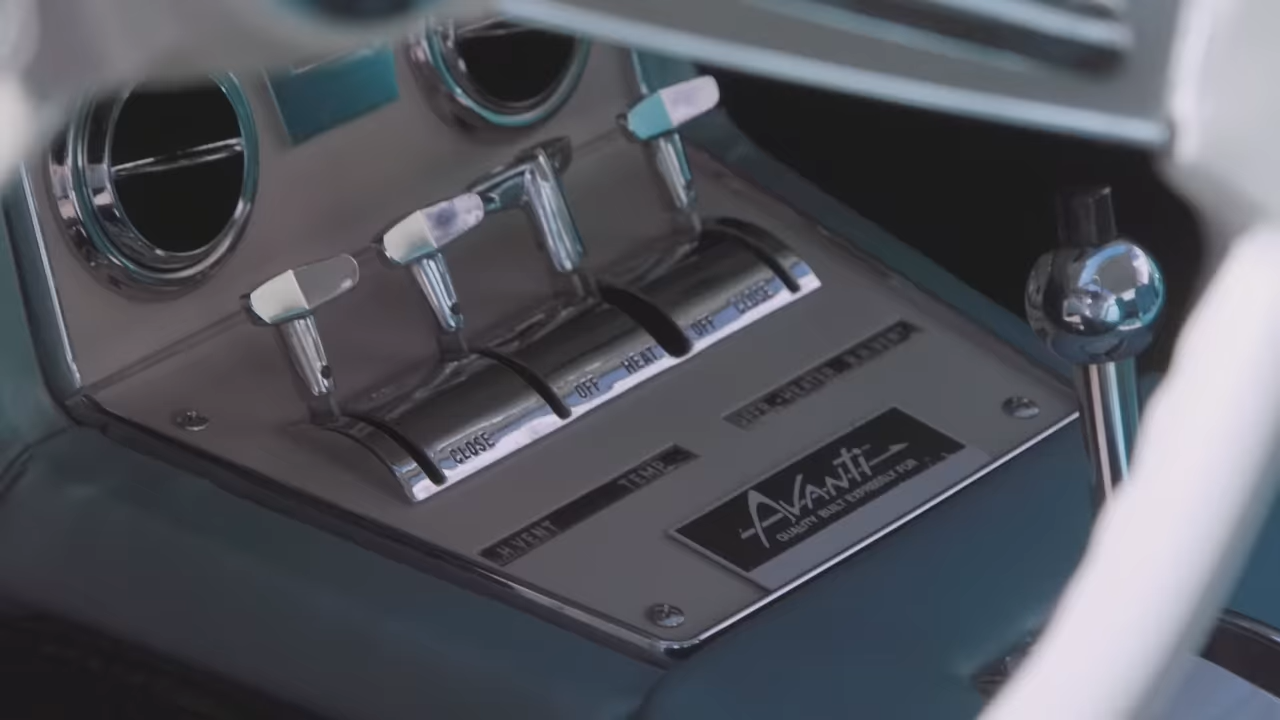 CLOSE
OFF HEAT
OFF CLOSE
TEMP.
VENT
AVANTI
QUALITY BUILT EXPRESSLY FOR